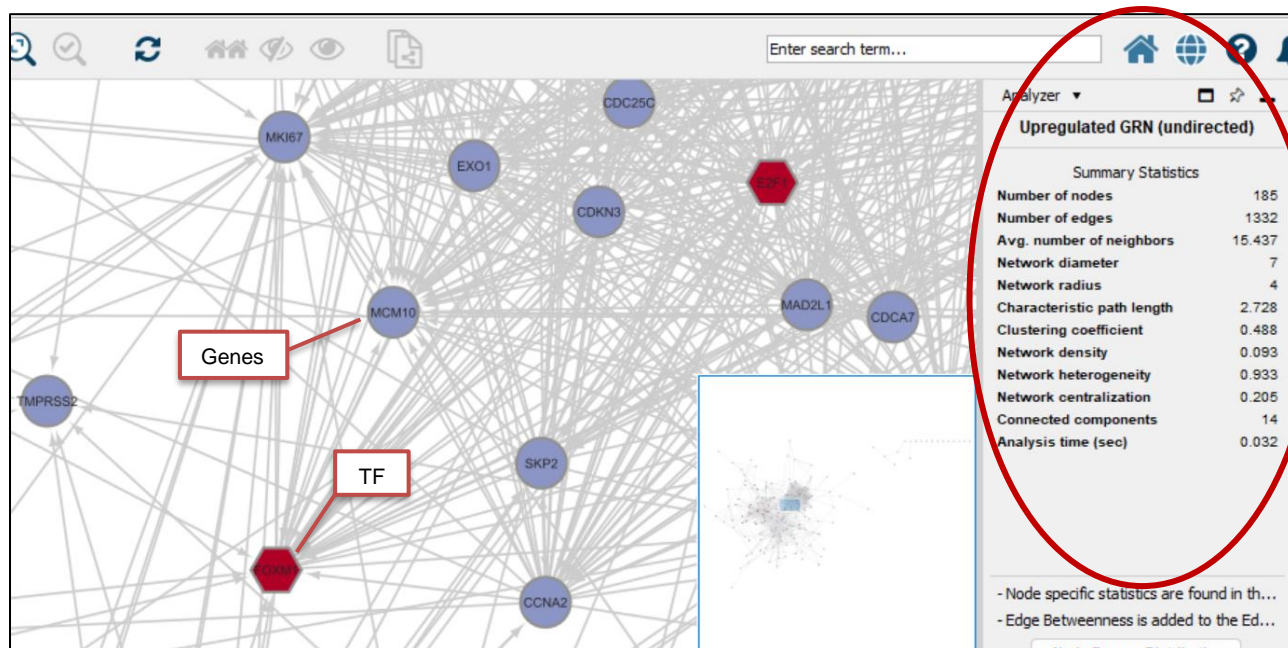 Enter search term...
Analyzer
Upregulated GRN (undirected)
Summary Statistics
Number of nodes 185
Number of edges 1332
Avg. number of neighbors 15.437
Network diameter 7
Network radius 4
Characteristic path length 2.728
Clustering coefficient 0.488
Network density 0.093
Network heterogeneity 0.933
Network centralization 0.205
Connected components 14
Analysis time (sec) 0.032
- Node specific statistics are found in th...
- Edge Betweenness is added to the Ed...
CDC25C
MKI67
EXO1
E2F1
CDKN3
MCM10
MAD2L1
CDCA7
Genes
TMPRSS2
SKP2
TF
FOXM1
CCNA2